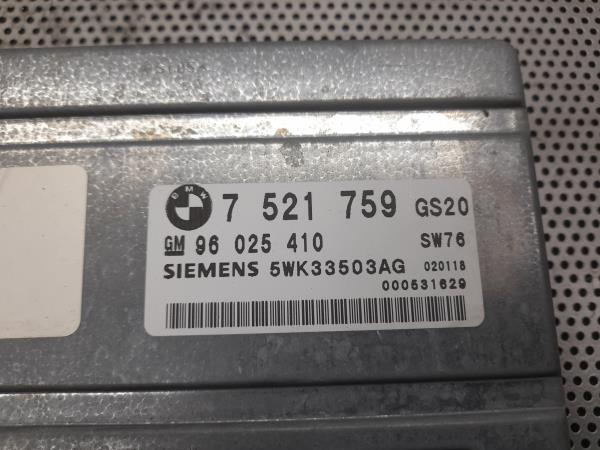 BMW 7 521 759 GS20
GM 96 025 410 SW76
SIEMENS 5WK33503AG 020118
000531629